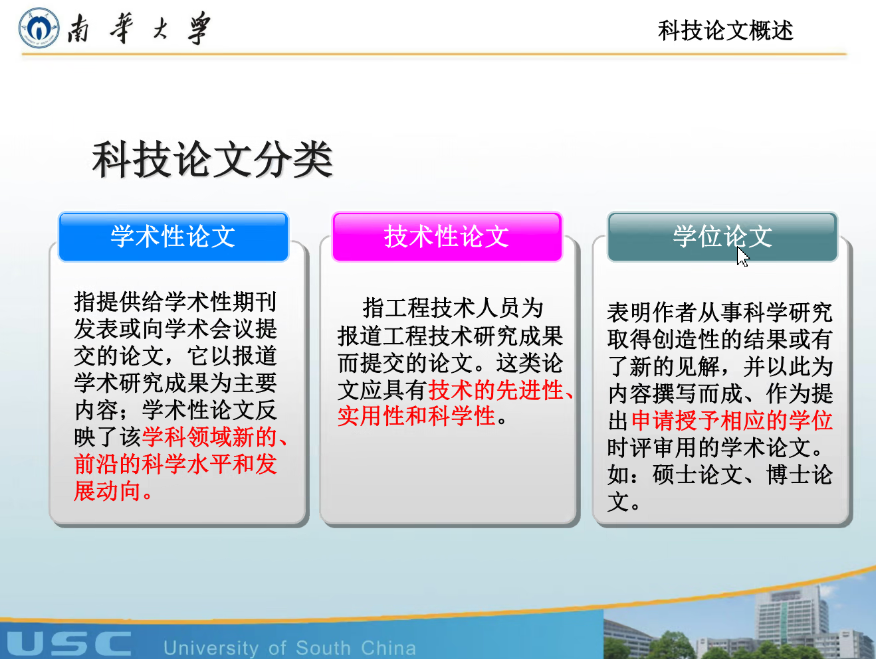 南华大学
科技论文概述
科技论文分类
学术性论文
指提供给学术性期刊
发表或向学术会议提
交的论文，它以报道
学术研究成果为主要
内容；学术性论文反
映了该学科领域新的、
前沿的科学水平和发
展动向。
技术性论文
指工程技术人员为
报道工程技术研究成果
而提交的论文。这类论
文应具有技术的先进性、
实用性和科学性。
学位论文
表明作者从事科学研究
取得创造性的结果或有
了新的见解，并以此为
内容撰写而成、作为提
出申请授予相应的学位
时评审用的学术论文。
如：硕士论文、博士论
文。
USC
University of South China